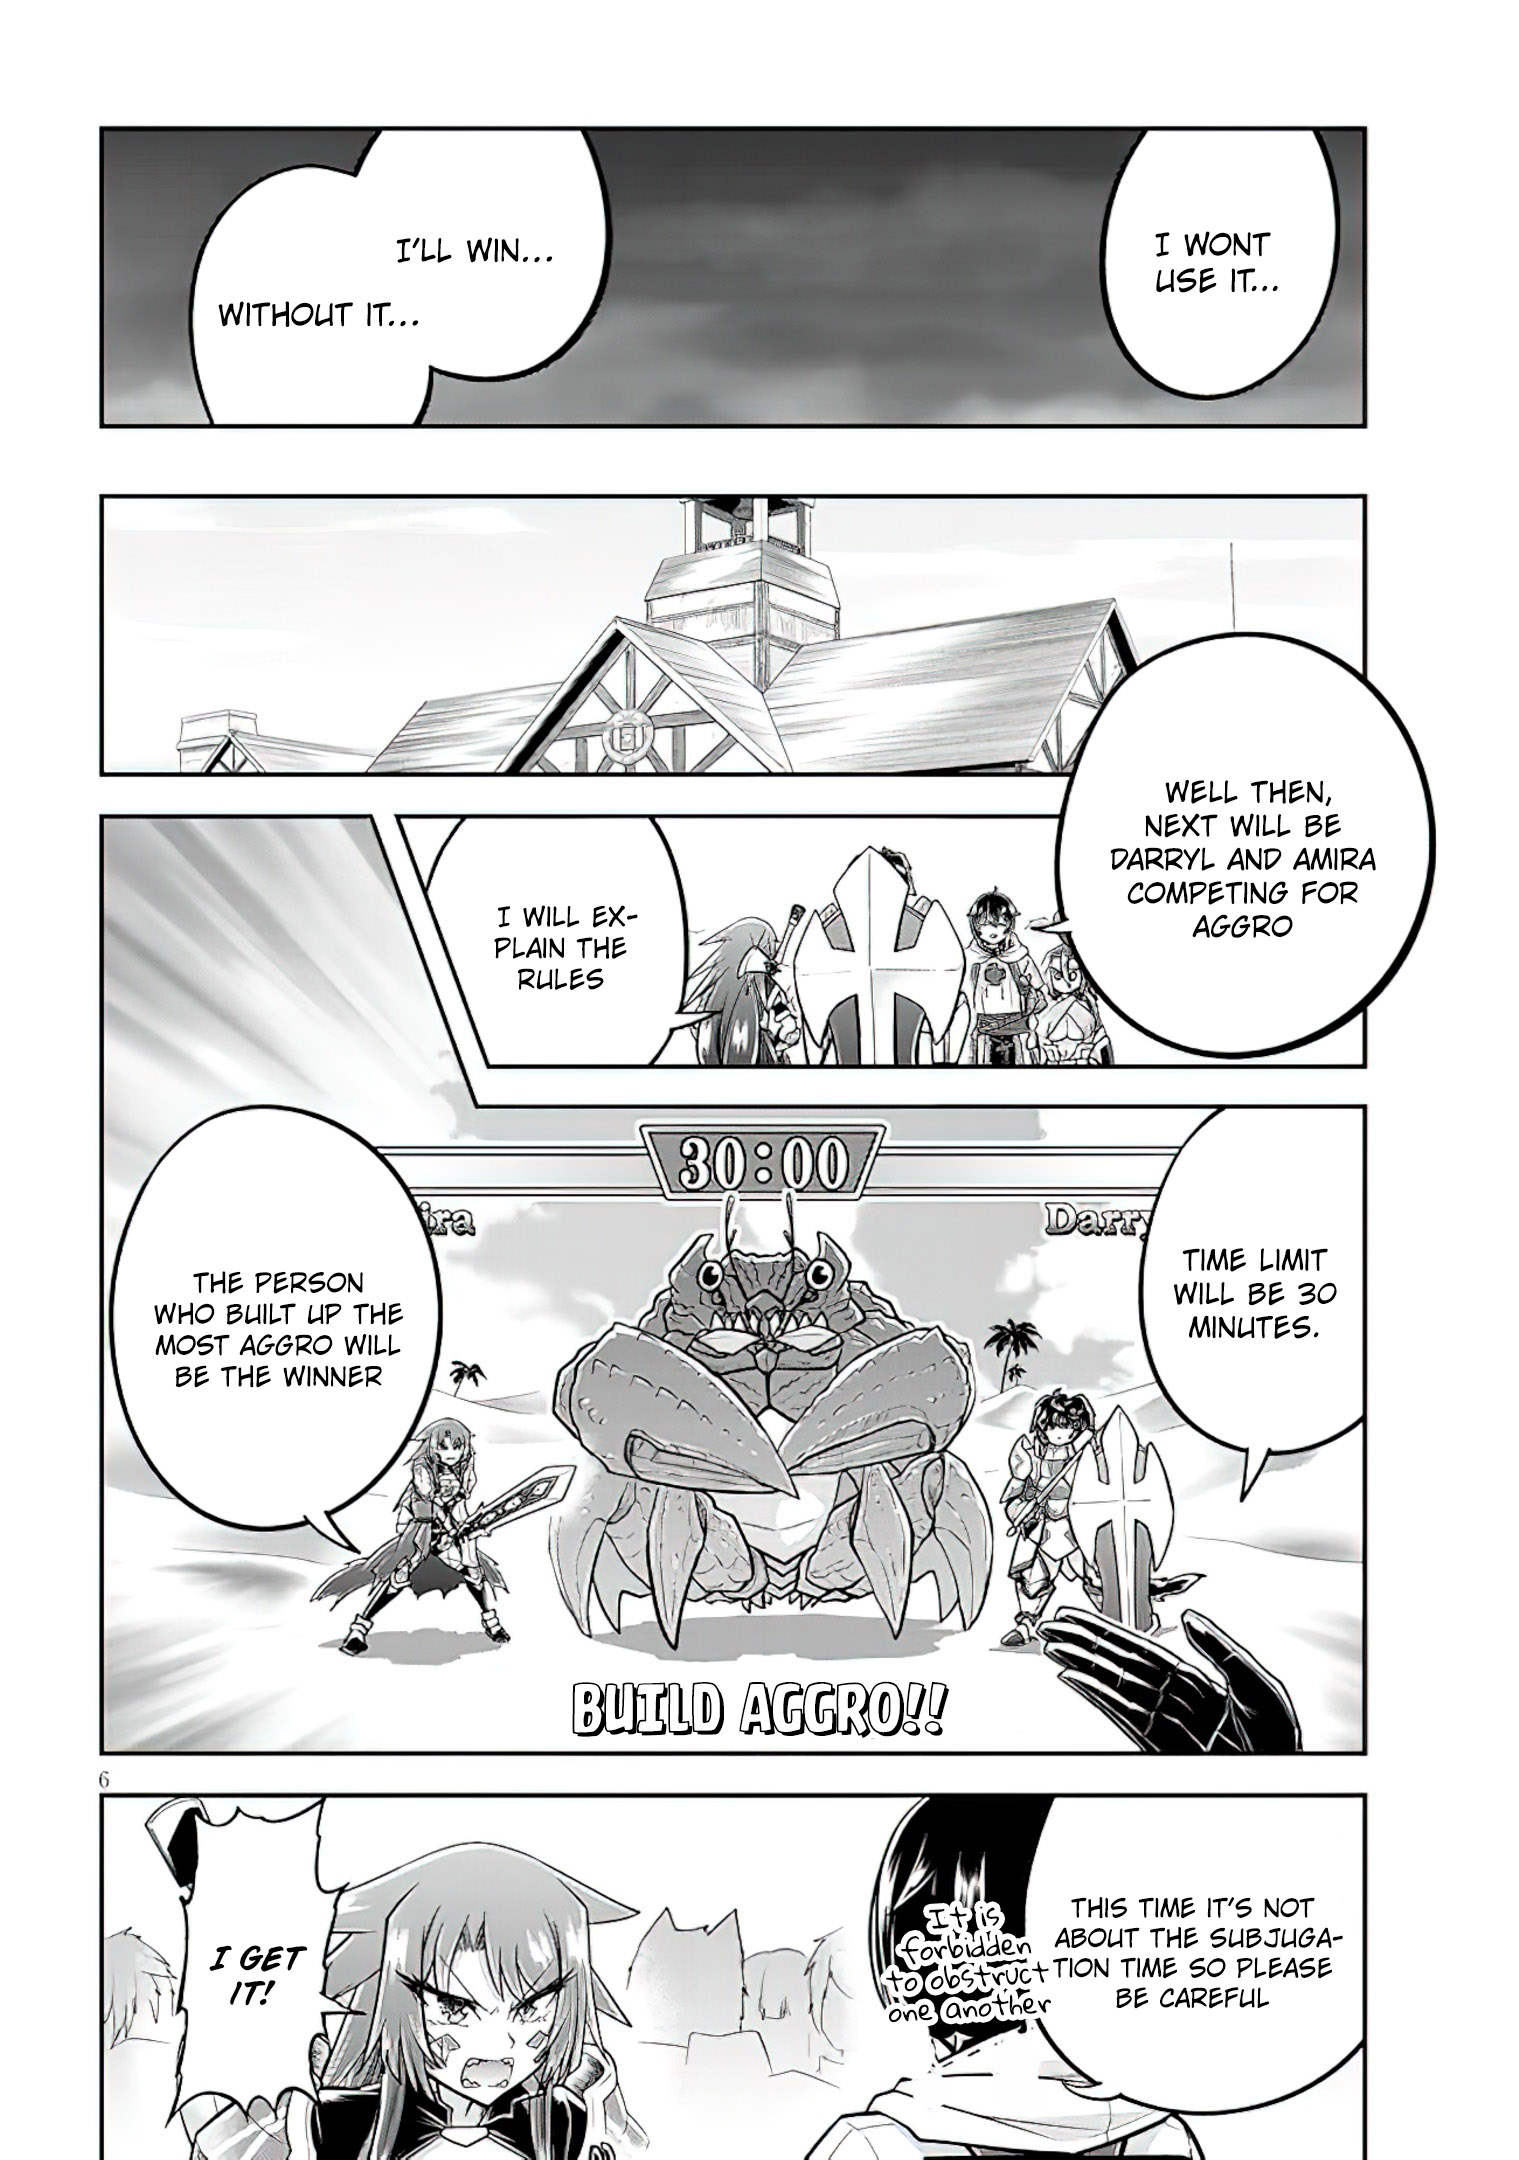 I WONT
USE IT...
I'LL WIN...
WITHOUT IT...
WELL THEN,
NEXT WILL BE
DARRYL AND AMIRA
COMPETING FOR
AGGRO
I WILL EX-
PLAIN THE
RULES
30:00
ira
Darry
TIME LIMIT
WILL BE 30
MINUTES.
THE PERSON
WHO BUILT UP THE
MOST AGGRO WILL
BE THE WINNER
BUILD AGGRO!!
6
THIS TIME IT'S NOT
ABOUT THE SUBJUGA-
TION TIME SO PLEASE
BE CAREFUL
It is
forbidden
to obstruct
one another
I GET
IT!